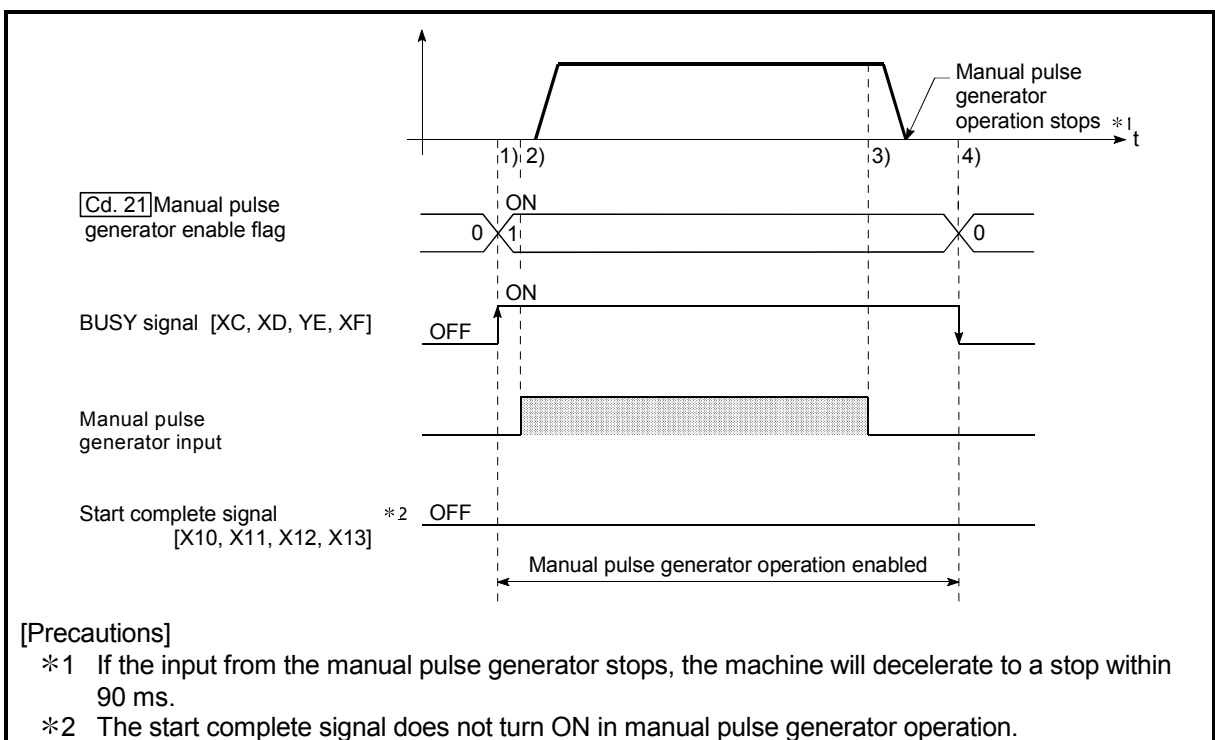 Manual pulse
generator
operation stops *1
t
1) 2) 3) 4)
Cd. 21 Manual pulse
generator enable flag
ON
0 1 0
ON
BUSY signal [XC, XD, YE, XF]
OFF
Manual pulse
generator input
Start complete signal *2 OFF
[X10, X11, X12, X13]
Manual pulse generator operation enabled
[Precautions]
*1 If the input from the manual pulse generator stops, the machine will decelerate to a stop within
90 ms.
*2 The start complete signal does not turn ON in manual pulse generator operation.